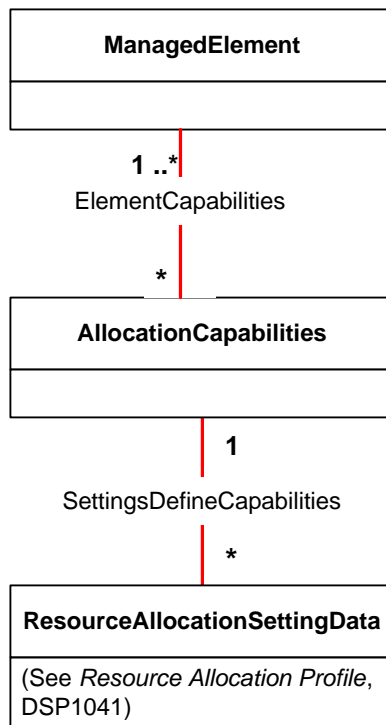 ManagedElement
1 ..*
ElementCapabilities
*
AllocationCapabilities
1
SettingsDefineCapabilities
*
ResourceAllocationSettingData
(See Resource Allocation Profile,
DSP1041)